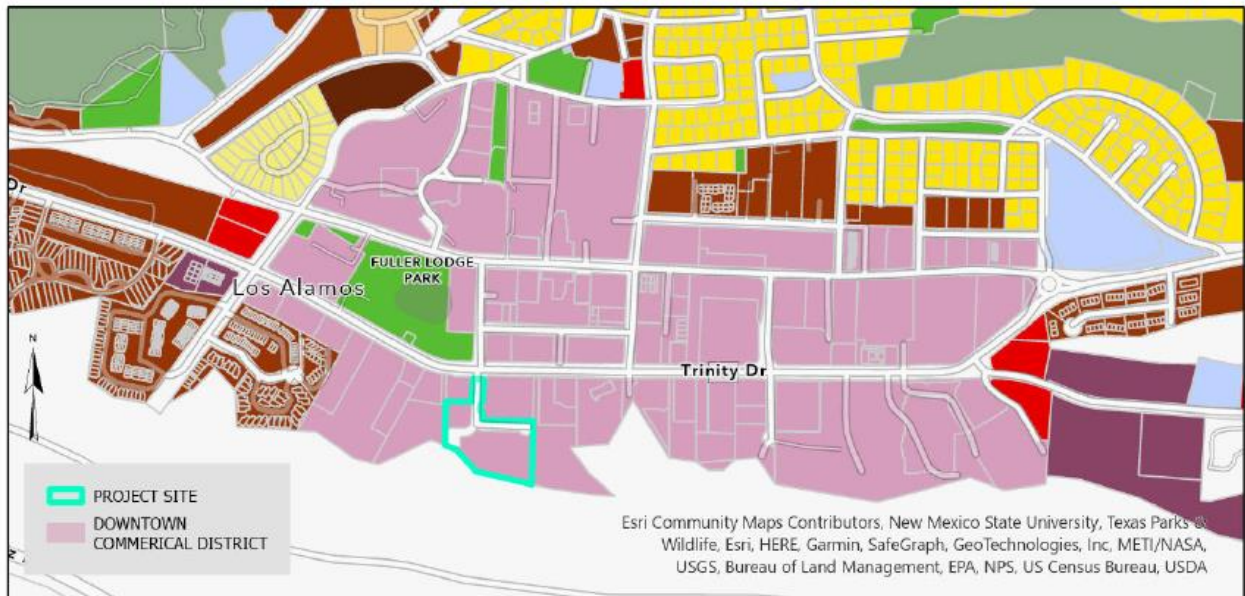 FULLER LODGE
PARK
Dr
Los Alamos
N
Trinity Dr
PROJECT SITE
DOWNTOWN
COMMERICAL DISTRICT
Esri Community Maps Contributors, New Mexico State University, Texas Parks &
Wildlife, Esri, HERE, Garmin, SafeGraph, GeoTechnologies, Inc, METI/NASA,
USGS, Bureau of Land Management, EPA, NPS, US Census Bureau, USDA